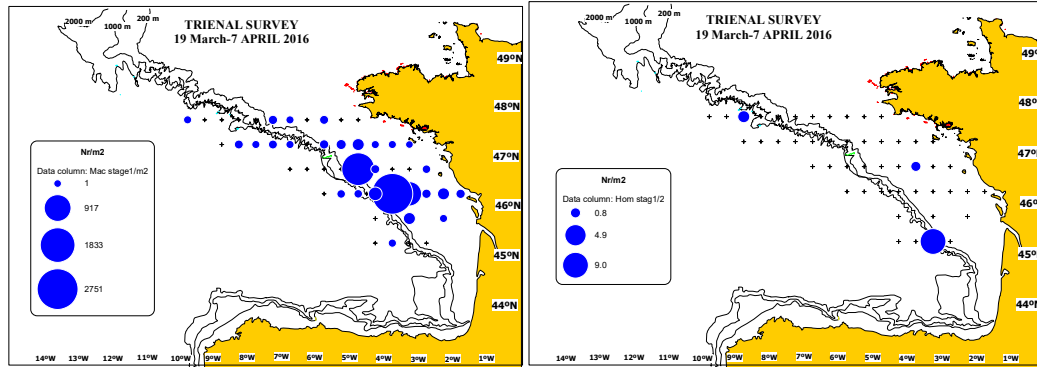 2000 m
1000 m
200 m
TRIENAL SURVEY
19 March-7 APRIL 2016
49ºN
48ºN
47ºN
46ºN
45ºN
44ºN
Nr/m2
Data column: Mac stage1/m2
1
917
1833
2751
14ºW 13ºW 12ºW 11ºW 10ºW 9ºW 8ºW 7ºW 6ºW 5ºW 4ºW 3ºW 2ºW 1ºW
2000 m
1000 m
200 m
TRIENAL SURVEY
19 March-7 APRIL 2016
49ºN
48ºN
47ºN
46ºN
45ºN
44ºN
Nr/m2
Data column: Hom stag1/2
0.8
4.9
9.0
14ºW 13ºW 12ºW 11ºW 10ºW 9ºW 8ºW 7ºW 6ºW 5ºW 4ºW 3ºW 2ºW 1ºW